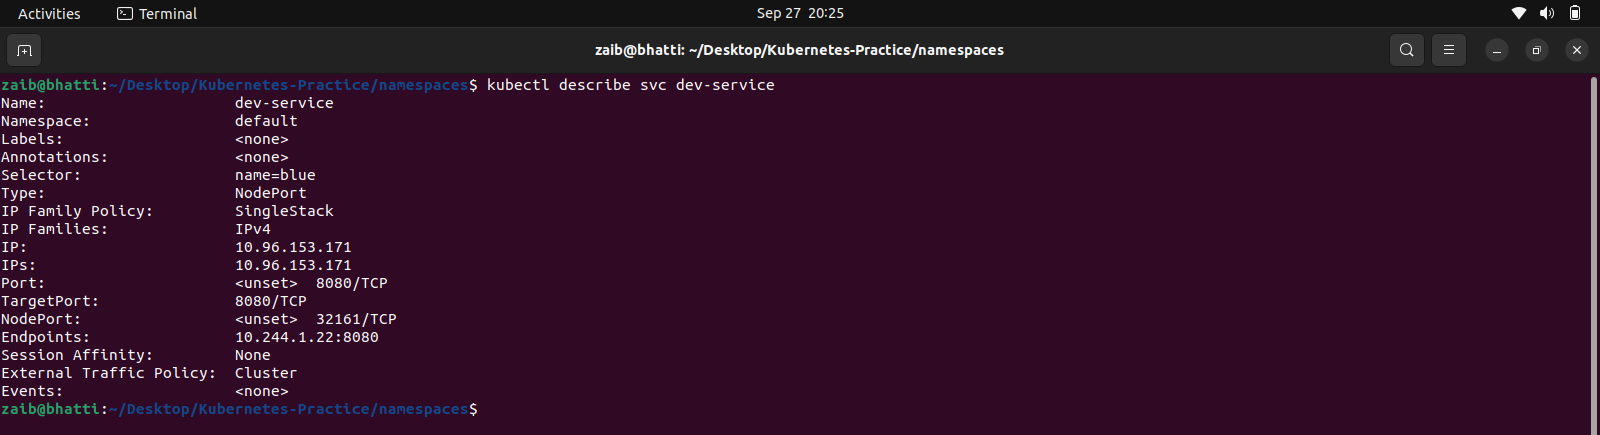 Activities Terminal Sep 27 20:25
zaib@bhatti: ~/Desktop/Kubernetes-Practice/namespaces
zaib@bhatti:~/Desktop/Kubernetes-Practice/namespaces$ kubectl describe svc dev-service
Name: dev-service
Namespace: default
Labels: <none>
Annotations: <none>
Selector: name=blue
Type: NodePort
IP Family Policy: SingleStack
IP Families: IPv4
IP: 10.96.153.171
IPs: 10.96.153.171
Port: <unset> 8080/TCP
TargetPort: 8080/TCP
NodePort: <unset> 32161/TCP
Endpoints: 10.244.1.22:8080
Session Affinity: None
External Traffic Policy: Cluster
Events: <none>
zaib@bhatti:~/Desktop/Kubernetes-Practice/namespaces$